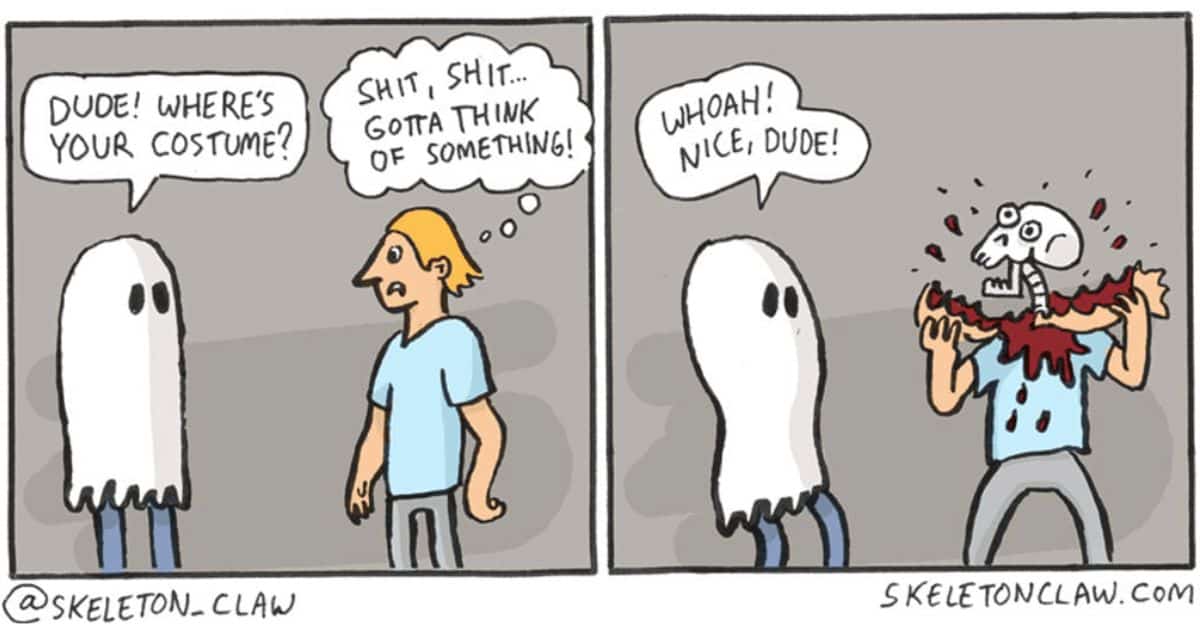 DUDE! WHERE'S
YOUR COSTUME?
SHIT, SHIT...
GOTTA THINK
OF SOMETHING!
WHOAH!
NICE, DUDE!
@SKELETON_CLAW
SKELETONCLAW.COM